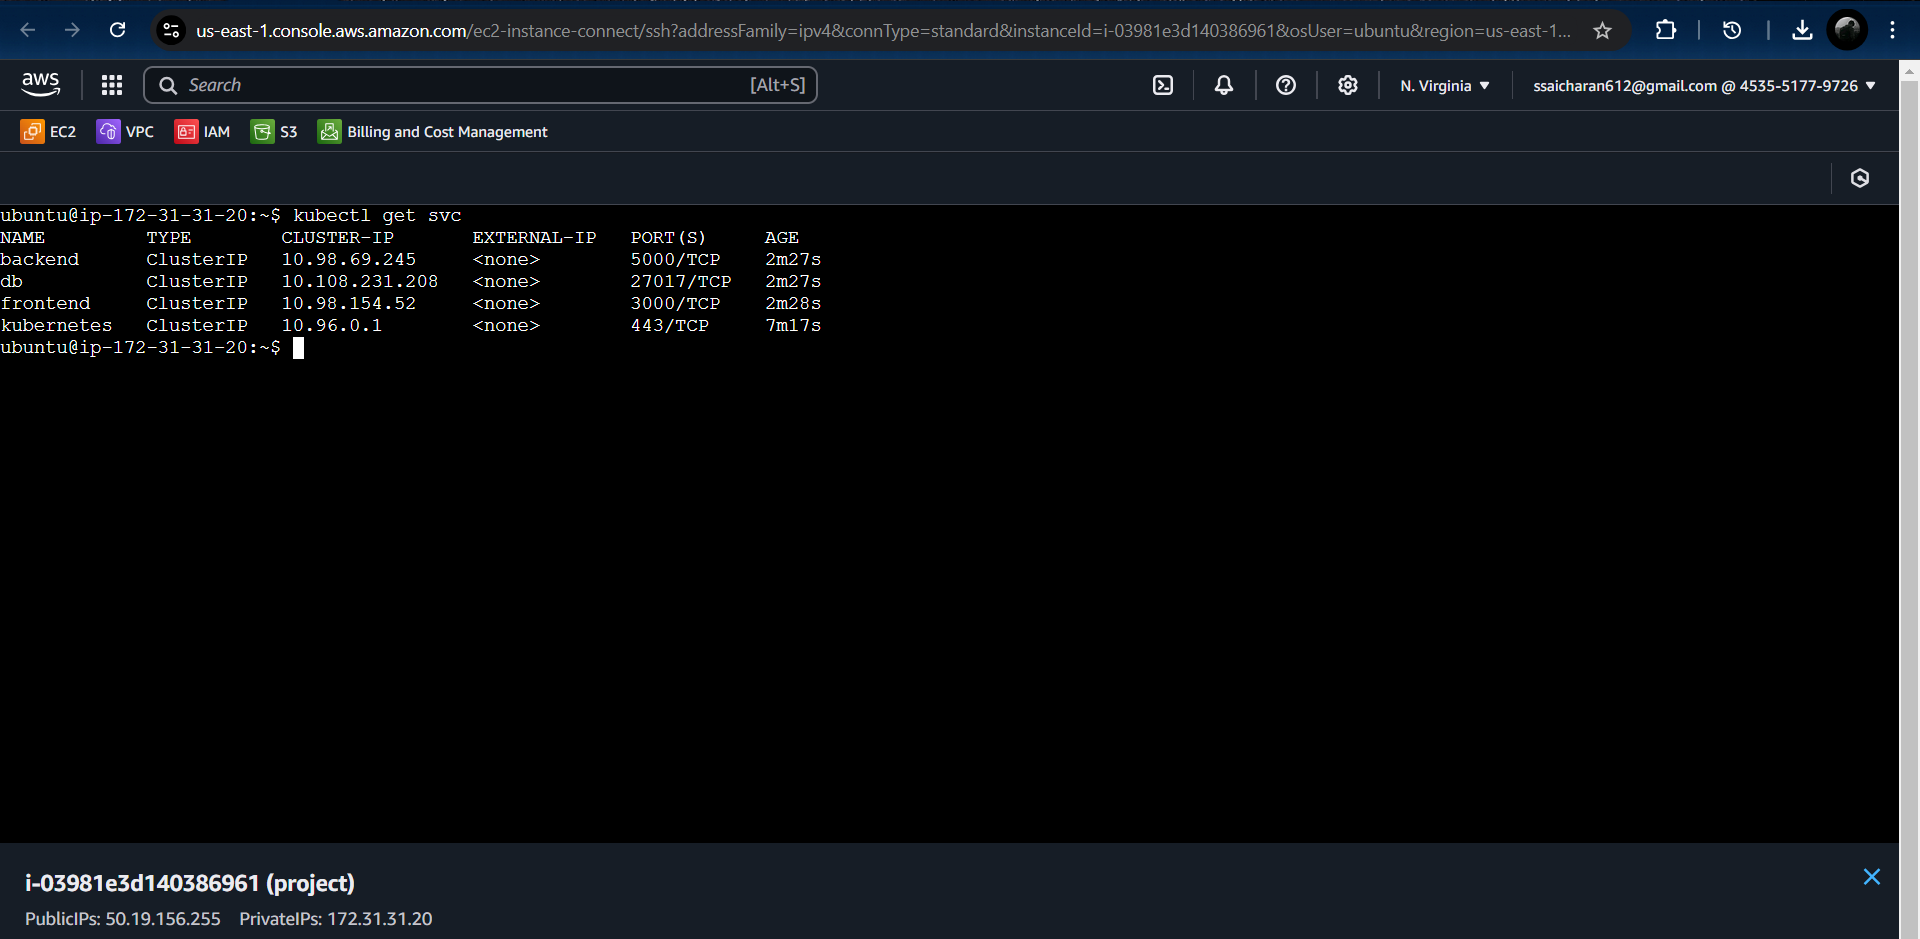 us-east-1.console.aws.amazon.com/ec2-instance-connect/ssh?addressFamily=ipv4&connType=standard&instanceId=i-03981e3d140386961&osUser=ubuntu&region=us-east-1...
aws Search [Alt+S] N. Virginia ssaicharan612@gmail.com @ 4535-5177-9726
EC2 VPC IAM S3 Billing and Cost Management
ubuntu@ip-172-31-31-20:~$ kubectl get svc
NAME TYPE CLUSTER-IP EXTERNAL-IP PORT(S) AGE
backend ClusterIP 10.98.69.245 <none> 5000/TCP 2m27s
db ClusterIP 10.108.231.208 <none> 27017/TCP 2m27s
frontend ClusterIP 10.98.154.52 <none> 3000/TCP 2m28s
kubernetes ClusterIP 10.96.0.1 <none> 443/TCP 7m17s
ubuntu@ip-172-31-31-20:~$
i-03981e3d140386961 (project)
PublicIPs: 50.19.156.255 PrivateIPs: 172.31.31.20